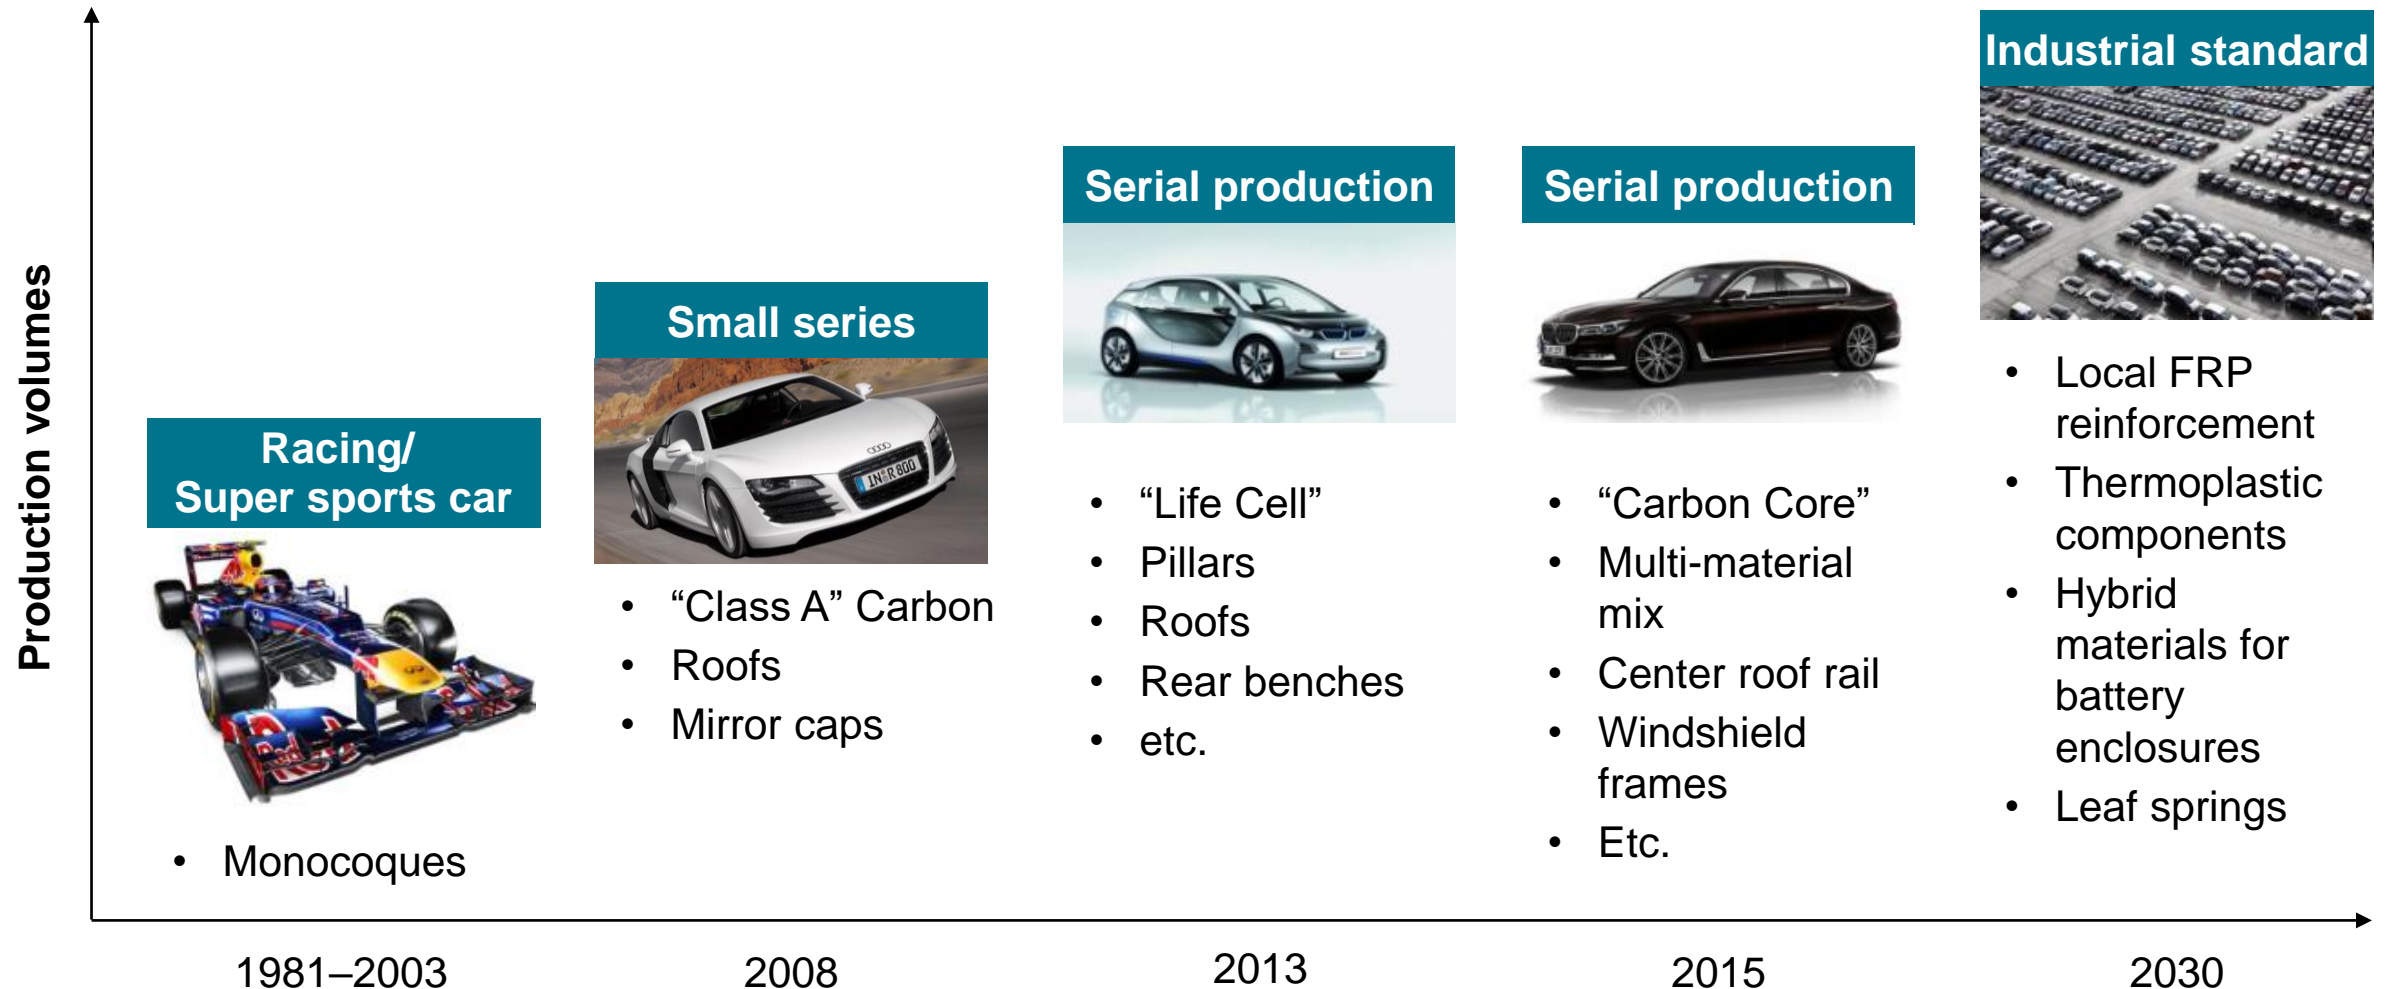 Production volumes
Racing/
Super sports car
• Monocoques
1981–2003
Small series
IN R 800
• “Class A” Carbon
• Roofs
• Mirror caps
2008
Serial production
• “Life Cell”
• Pillars
• Roofs
• Rear benches
• etc.
2013
Serial production
• “Carbon Core”
• Multi-material
mix
• Center roof rail
• Windshield
frames
• Etc.
2015
Industrial standard
• Local FRP
reinforcement
• Thermoplastic
components
• Hybrid
materials for
battery
enclosures
• Leaf springs
2030